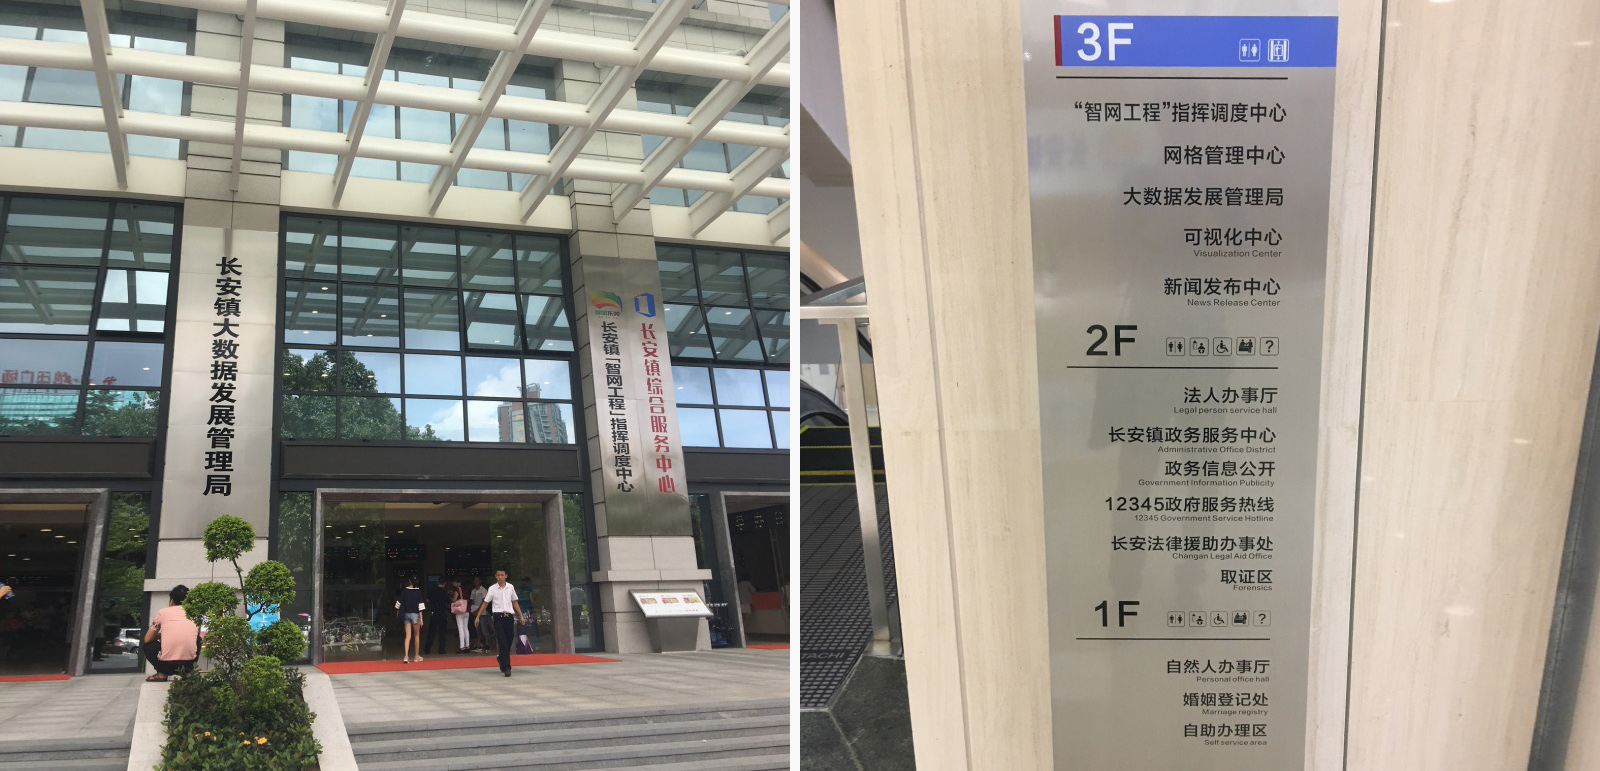 长安镇大数据发展管理局
长安镇「智网工程」指挥调度中心
长安镇综合服务中心
3F
“智网工程”指挥调度中心
网格管理中心
大数据发展管理局
可视化中心
Visualization Center
新闻发布中心
News Release Center
2F
?
法人办事厅
Legal person service hall
长安镇政务服务中心
Administrative Office District
政务信息公开
Government Information Publicity
12345政府服务热线
12345 Government Service Hotline
长安法律援助办事处
Changan Legal Aid Office
取证区
Forensics
1F
?
自然人办事厅
Personal office hall
婚姻登记处
Marriage registry
自助办理区
Self service area
HITACHI